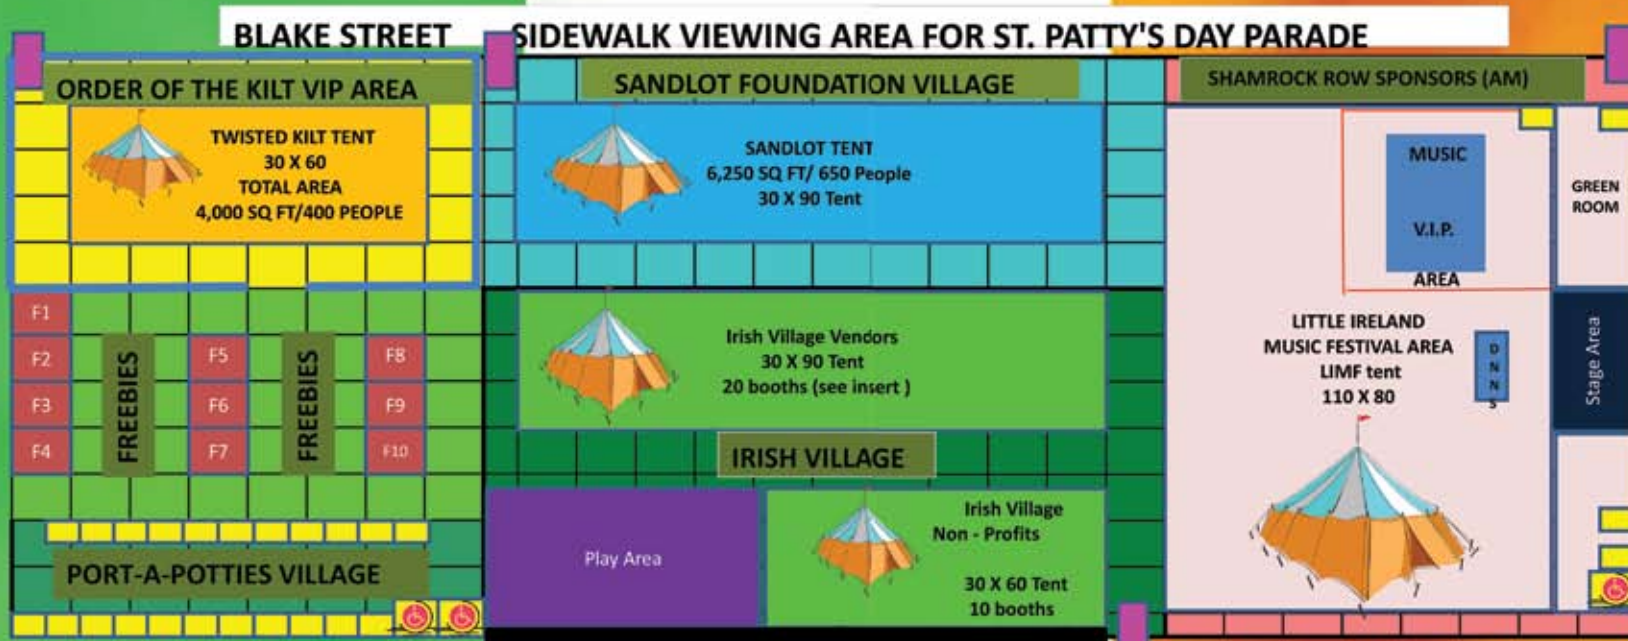 BLAKE STREET SIDEWALK VIEWING AREA FOR ST. PATTY'S DAY PARADE
ORDER OF THE KILT VIP AREA
TWISTED KILT TENT
30 X 60
TOTAL AREA
4,000 SQ FT/400 PEOPLE
SANDLOT FOUNDATION VILLAGE
SANDLOT TENT
6,250 SQ FT/ 650 People
30 X 90 Tent
SHAMROCK ROW SPONSORS (AM)
MUSIC
V.I.P.
AREA
GREEN
ROOM
F1
F2
F3
F4
FREEBIES
F5
F6
F7
FREEBIES
F8
F9
F10
Irish Village Vendors
30 X 90 Tent
20 booths (see insert )
IRISH VILLAGE
LITTLE IRELAND
MUSIC FESTIVAL AREA
LIMF tent
110 X 80
D
N
N
S
Stage Area
PORT-A-POTTIES VILLAGE
Play Area
Irish Village
Non - Profits
30 X 60 Tent
10 booths